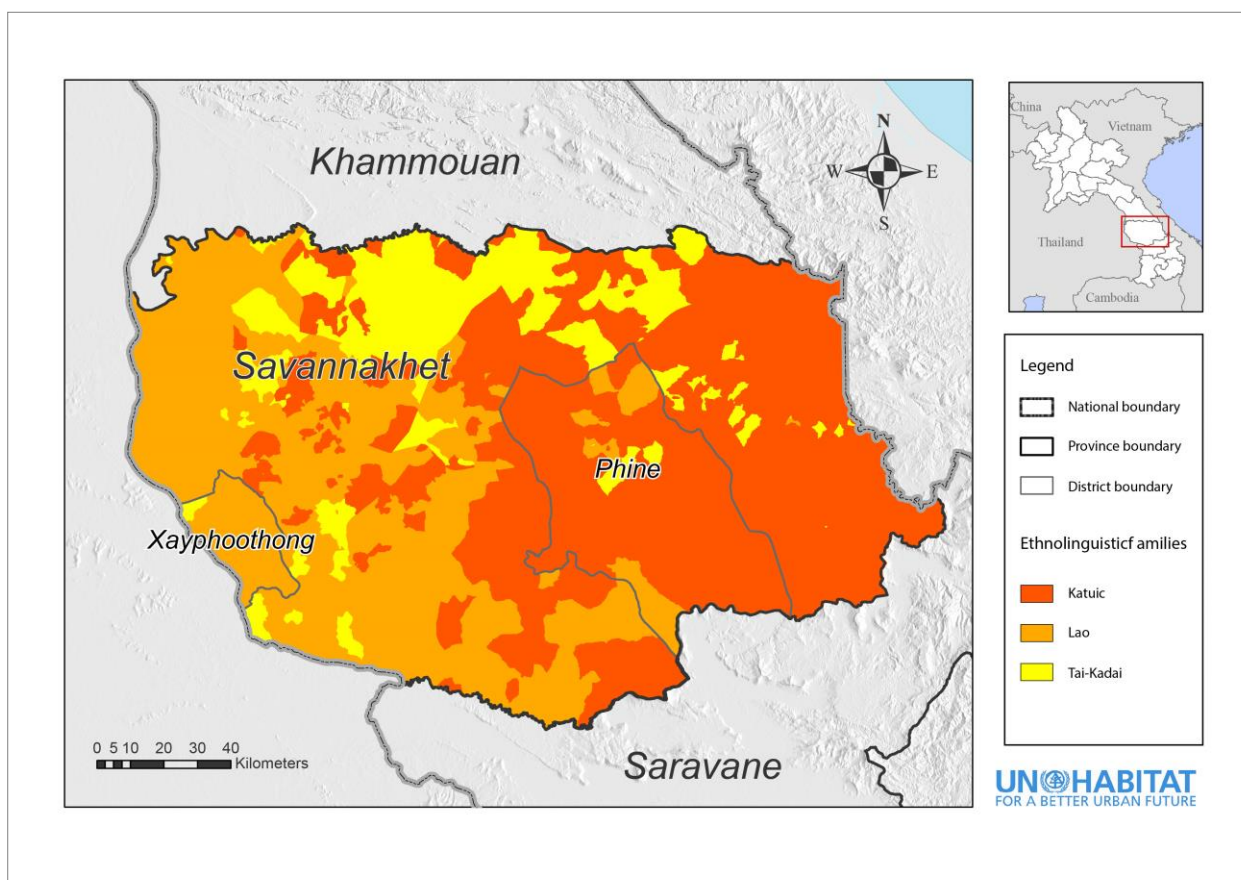 Khammouan
Savannakhet
Phine
Xayphoothong
Saravane
N
W
E
S
0 5 10 20 30 40
Kilometers
China
Vietnam
Thailand
Cambodia
Legend
National boundary
Province boundary
District boundary
Ethnolinguisticf amilies
Katuic
Lao
Tai-Kadai
UN HABITAT
FOR A BETTER URBAN FUTURE